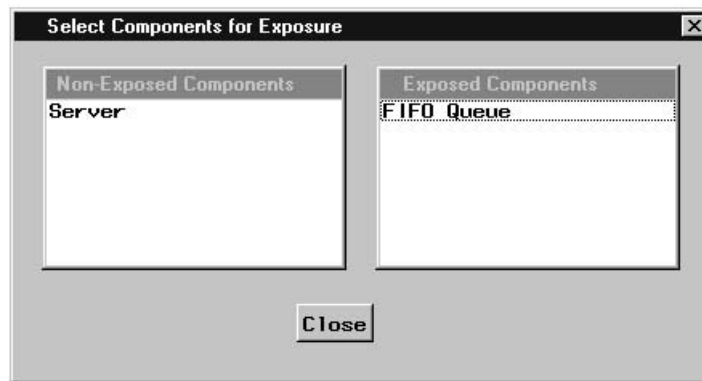 Select Components for Exposure
Non-Exposed Components
Server
Exposed Components
FIFO Queue
Close